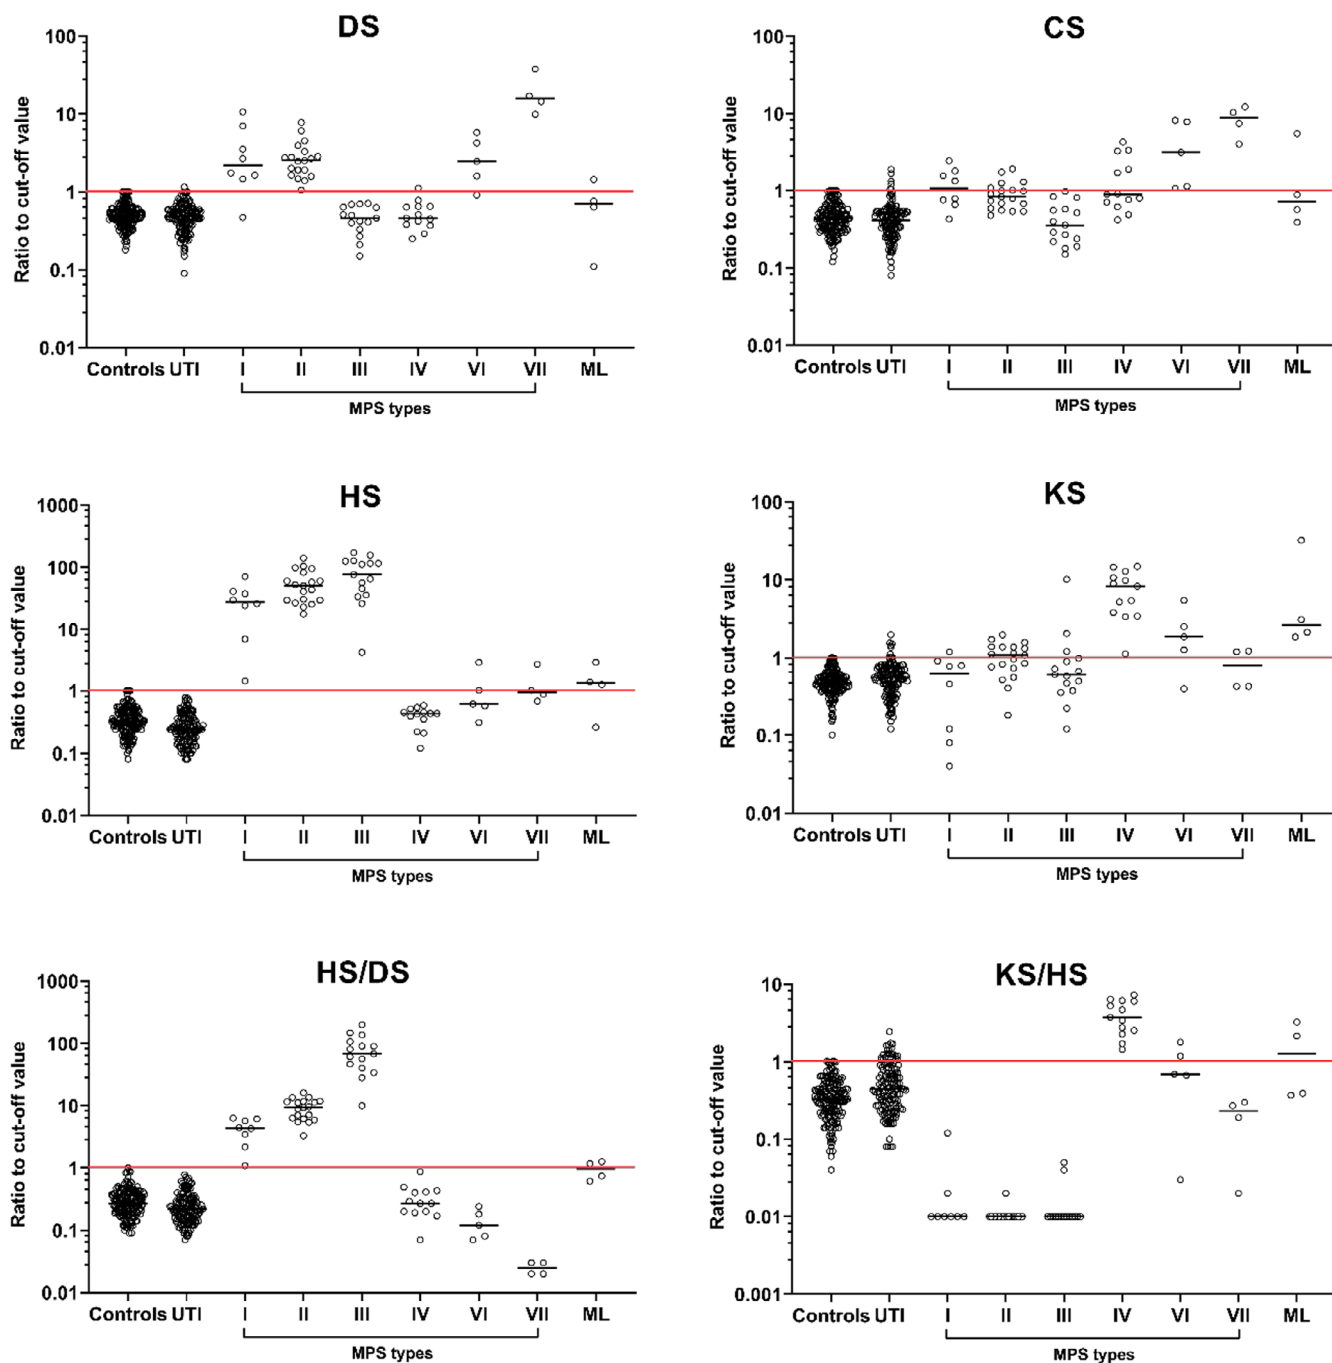 DS
Ratio to cut-off value
100
10
1
0.1
0.01
Controls UTI I II III IV VI VII ML
MPS types
CS
Ratio to cut-off value
100
10
1
0.1
0.01
Controls UTI I II III IV VI VII ML
MPS types
HS
Ratio to cut-off value
1000
100
10
1
0.1
0.01
Controls UTI I II III IV VI VII ML
MPS types
KS
Ratio to cut-off value
100
10
1
0.1
0.01
Controls UTI I II III IV VI VII ML
MPS types
HS/DS
Ratio to cut-off value
1000
100
10
1
0.1
0.01
Controls UTI I II III IV VI VII ML
MPS types
KS/HS
Ratio to cut-off value
10
1
0.1
0.01
0.001
Controls UTI I II III IV VI VII ML
MPS types